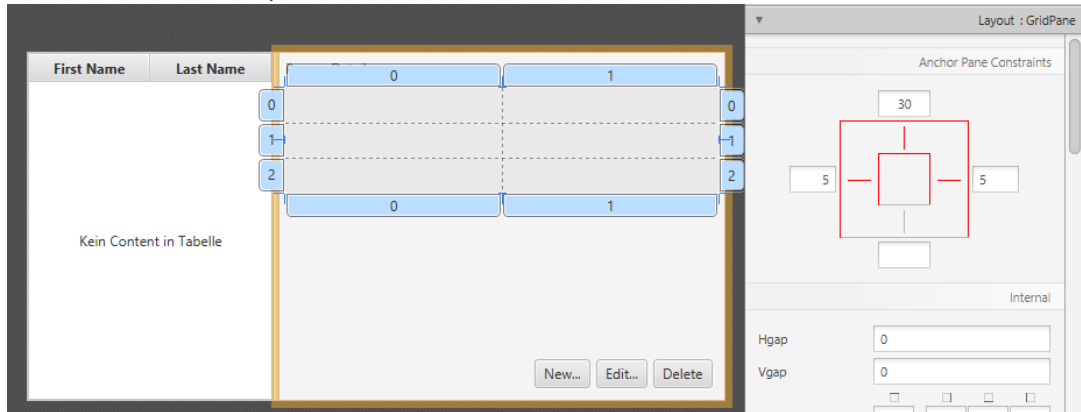 Layout : GridPane
Anchor Pane Constraints
First Name Last Name
0 1
0 0
1 1
2 2
0 1
Kein Content in Tabelle
New... Edit... Delete
30
5 5
Internal
Hgap 0
Vgap 0